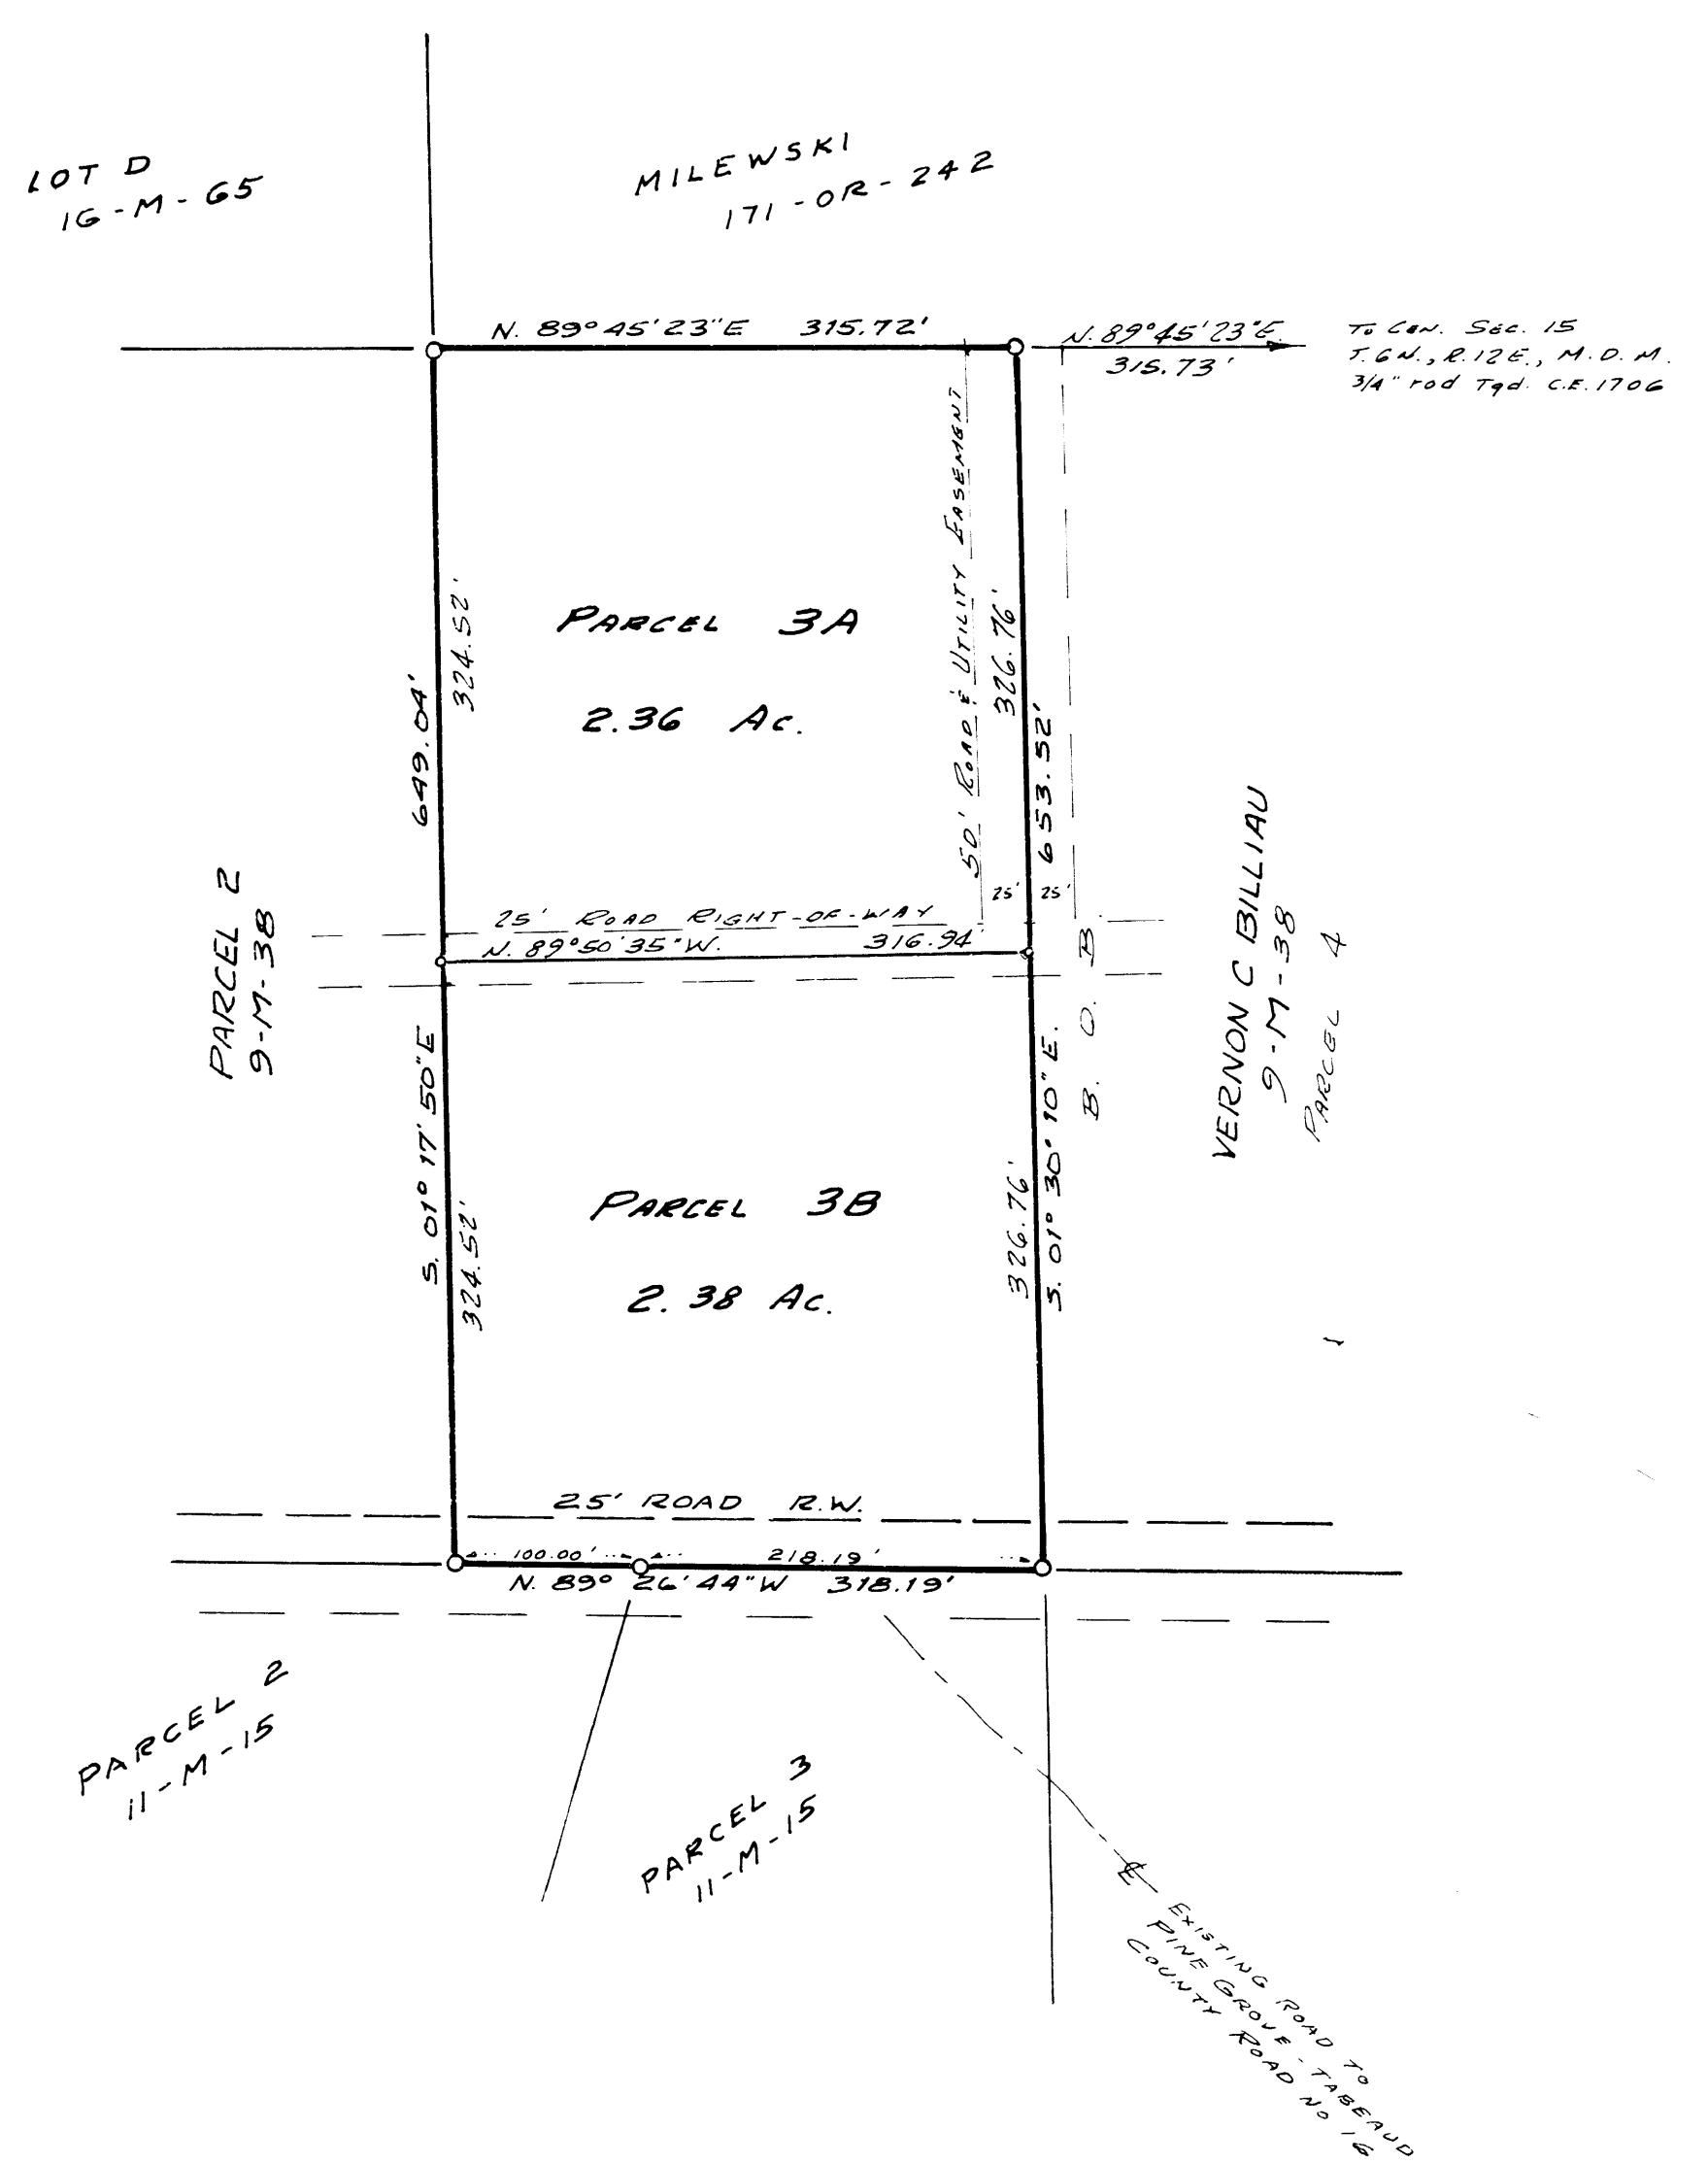 LOT D
16-M-65
MILEWSKI
171-OR-242
N. 89°45'23"E 315.72'
N. 89°45'23"E.
315.73'
To Cen. Sec. 15
T.6N., R.12E., M.D.M.
3/4" rod Tgd. C.E. 1706
50' ROAD & UTILITY EASEMENT
324.52'
326.76'
PARCEL 3A
2.36 Ac.
649.04'
653.52'
25' 25'
25' ROAD RIGHT-OF-WAY
N. 89°50'35"W. 316.94'
PARCEL 2
9-M-38
VERNON C BILLIAU
9-M-38
PARCEL 4
B. O. B.
S. 01° 17' 50"E
S. 01° 30' 10"E.
324.52'
326.76'
PARCEL 3B
2.38 Ac.
25' ROAD R.W.
100.00' 218.19'
N. 89° 26' 44"W 318.19'
PARCEL 2
11-M-15
PARCEL 3
11-M-15
℄ EXISTING ROAD TO
PINE GROVE - TABEAUD
COUNTY ROAD NO 16